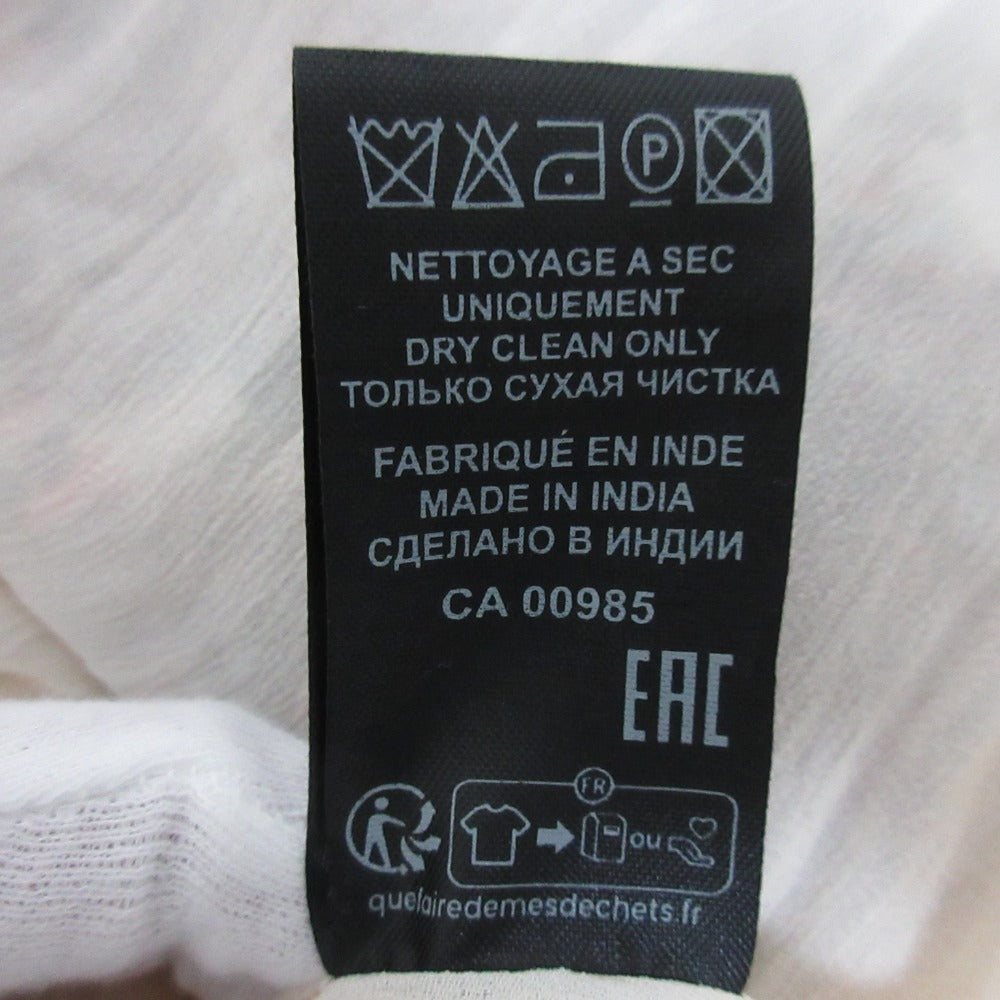 P
NETTOYAGE A SEC
UNIQUEMENT
DRY CLEAN ONLY
ТОЛЬКО СУХАЯ ЧИСТКА
FABRIQUÉ EN INDE
MADE IN INDIA
СДЕЛАНО В ИНДИИ
CA 00985
EAC
FR
ou
quefairedemesdechets.fr